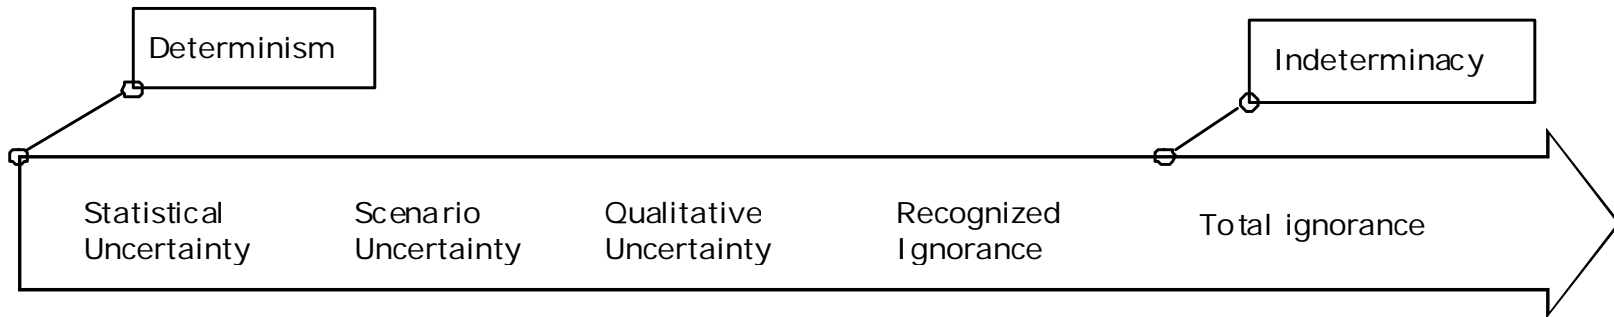 Determinism
Indeterminacy
Statistical
Uncertainty
Scenario
Uncertainty
Qualitative
Uncertainty
Recognized
Ignorance
Total ignorance